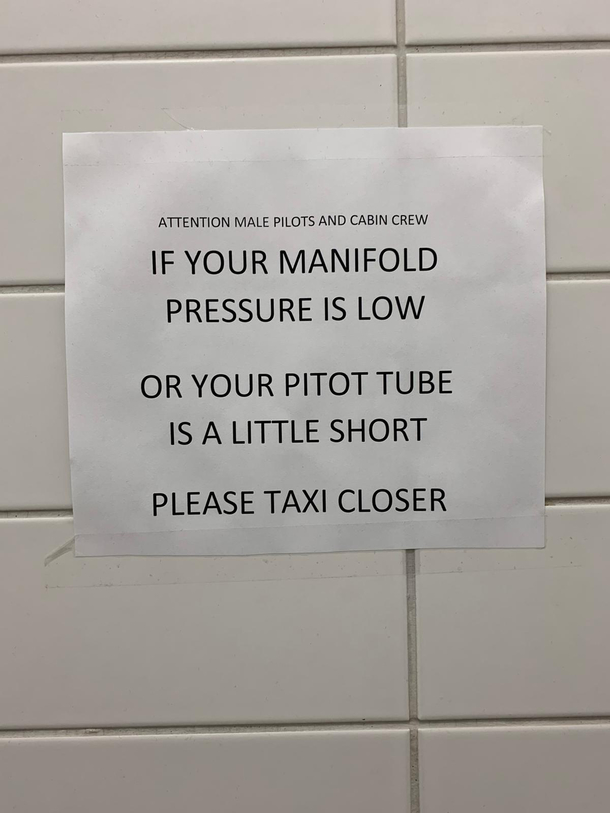 ATTENTION MALE PILOTS AND CABIN CREW
IF YOUR MANIFOLD
PRESSURE IS LOW
OR YOUR PITOT TUBE
IS A LITTLE SHORT
PLEASE TAXI CLOSER